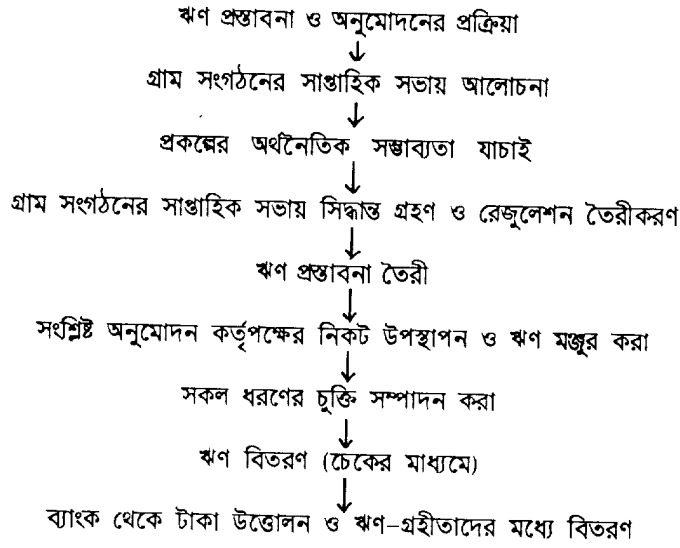 ঋণ প্রস্তাবনা ও অনুমোদনের প্রক্রিয়া
গ্রাম সংগঠনের সাপ্তাহিক সভায় আলোচনা
প্রকল্পের অর্থনৈতিক সম্ভাব্যতা যাচাই
গ্রাম সংগঠনের সাপ্তাহিক সভায় সিদ্ধান্ত গ্রহণ ও রেজুলেশন তৈরীকরণ
ঋণ প্রস্তাবনা তৈরী
সংশ্লিষ্ট অনুমোদন কর্তৃপক্ষের নিকট উপস্থাপন ও ঋণ মঞ্জুর করা
সকল ধরণের চুক্তি সম্পাদন করা
ঋণ বিতরণ (চেকের মাধ্যমে)
ব্যাংক থেকে টাকা উত্তোলন ও ঋণ-গ্রহীতাদের মধ্যে বিতরণ